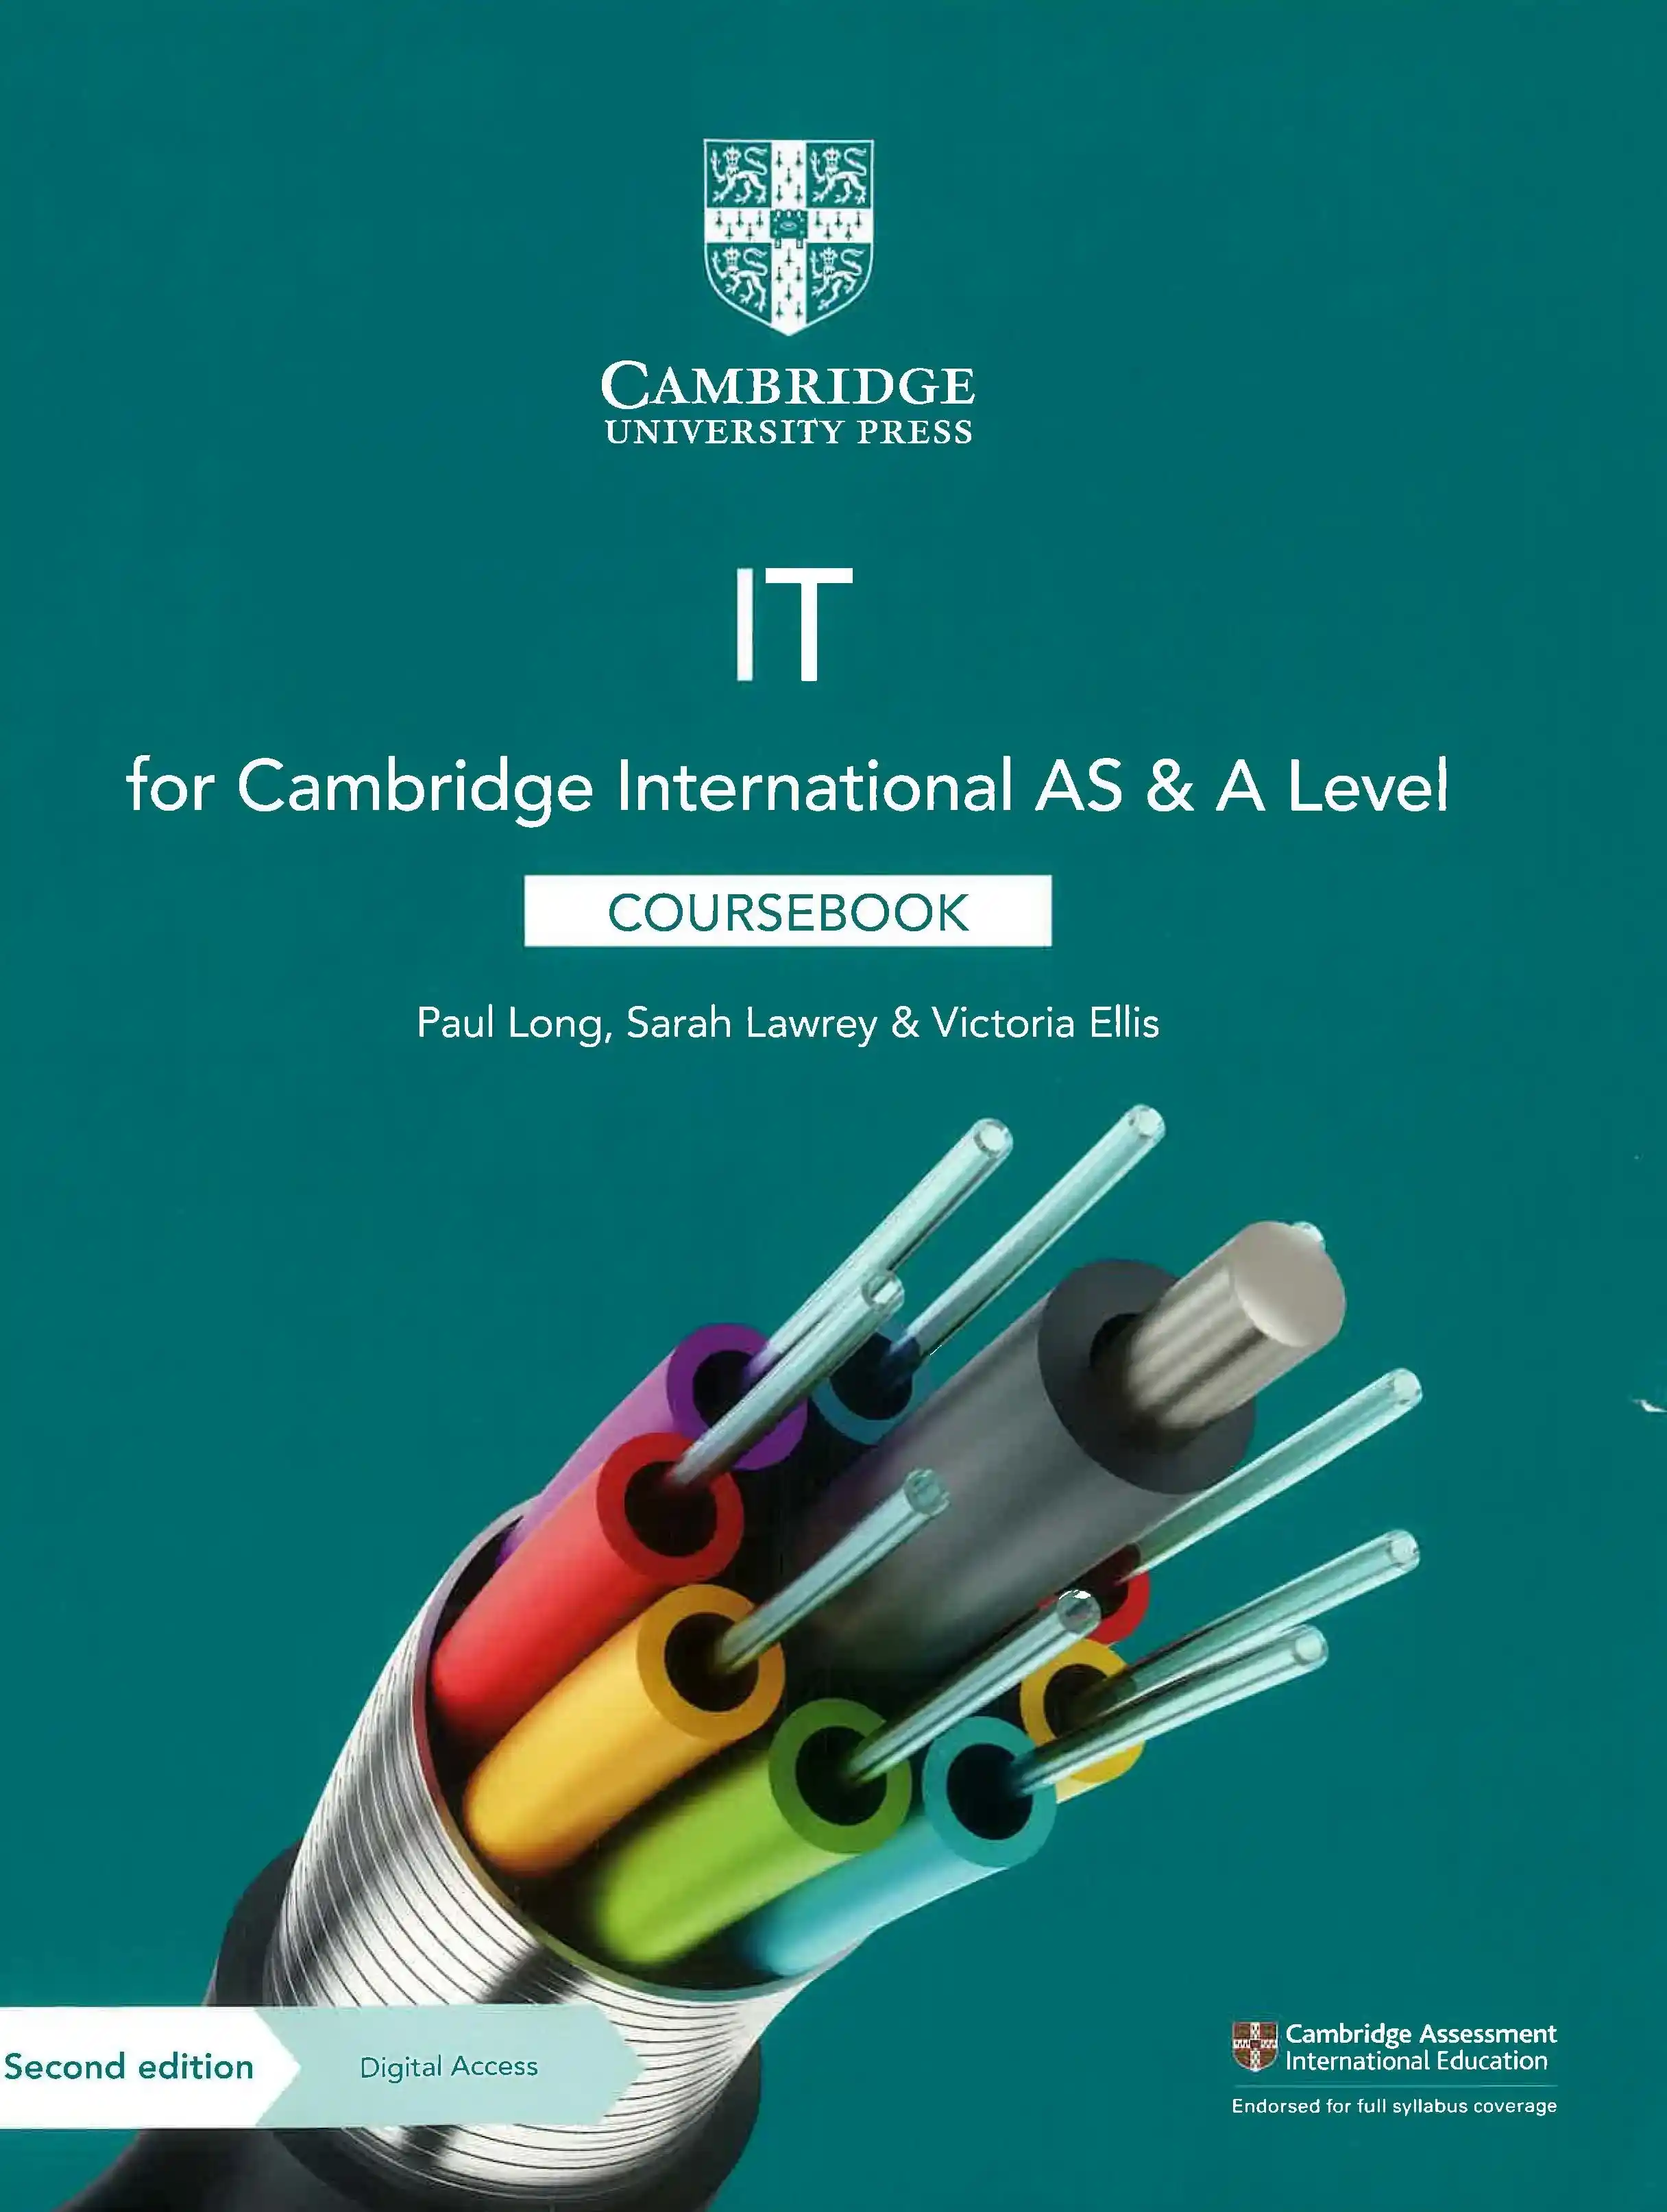 CAMBRIDGE
UNIVERSITY PRESS
IT
for Cambridge International AS & A Level
COURSEBOOK
Paul Long, Sarah Lawrey & Victoria Ellis
Second edition
Digital Access
Cambridge Assessment
International Education
Endorsed for full syllabus coverage